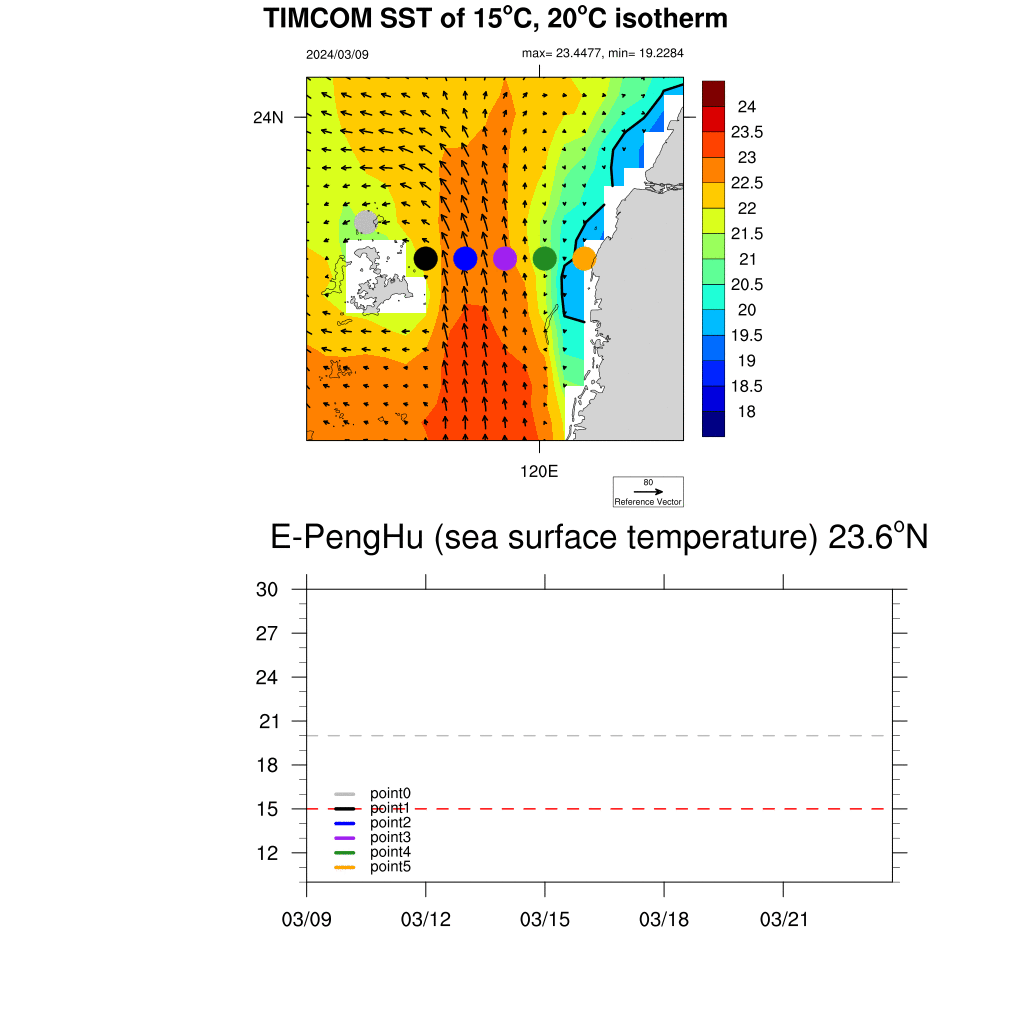 TIMCOM SST of 15°C, 20°C isotherm
2024/03/09
max= 23.4477, min= 19.2284
24N
24
23.5
23
22.5
22
21.5
21
20.5
20
19.5
19
18.5
18
120E
80
Reference Vector
E-PengHu (sea surface temperature) 23.6°N
30
27
24
21
18
15
12
point0
point1
point2
point3
point4
point5
03/09 03/12 03/15 03/18 03/21